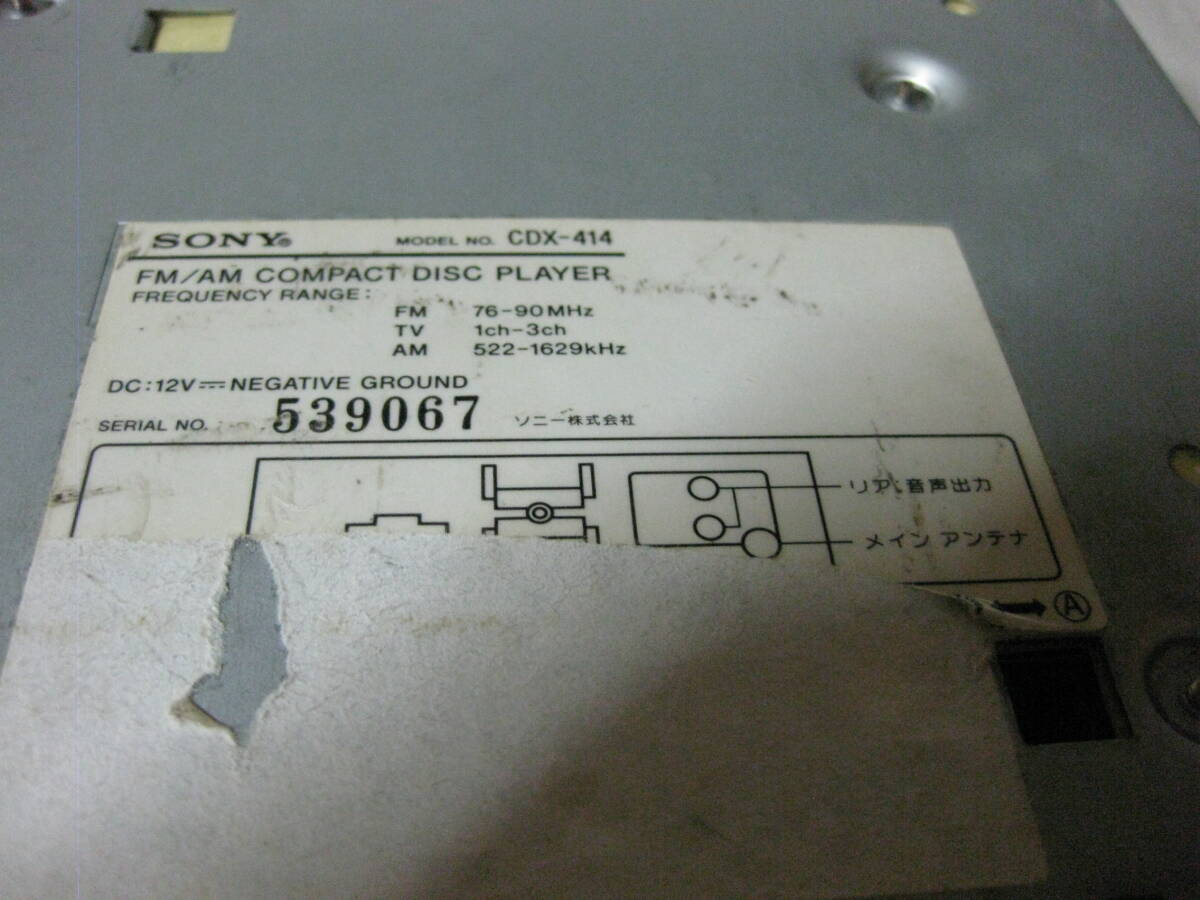 SONY® MODEL NO. CDX-414
FM/AM COMPACT DISC PLAYER
FREQUENCY RANGE:
FM 76-90MHz
TV 1ch-3ch
AM 522-1629kHz
DC:12V⎓NEGATIVE GROUND
SERIAL NO. 539067 ソニー株式会社
リア音声出力
メインアンテナ
A